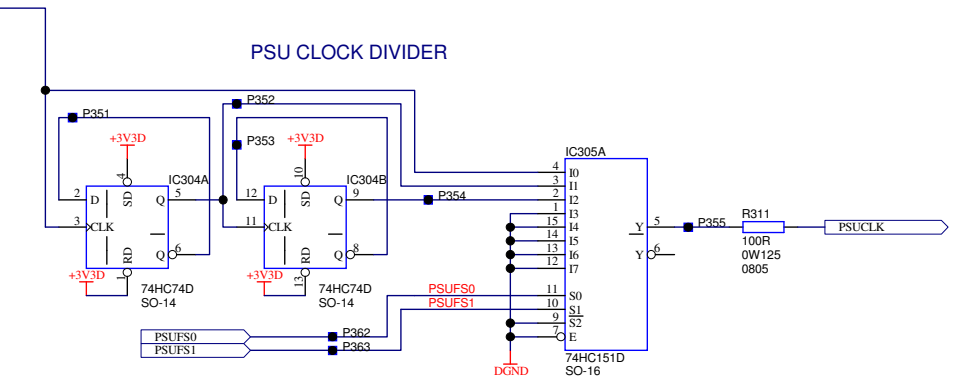 PSU CLOCK DIVIDER
P351
P352
P353
+3V3D
+3V3D
4
IC304A
10
IC304B
IC305A
2 D SD Q 5
12 D SD Q 9
P354
3 CLK
11 CLK
RD Q 6
RD Q 8
1
13
+3V3D
+3V3D
74HC74D
SO-14
74HC74D
SO-14
4 I0
3 I1
2 I2
1 I3
15 I4
14 I5
13 I6
12 I7
Y 5
Y 6
P355
R311
100R
0W125
0805
PSUCLK
PSUFS0
11 S0
PSUFS1
10 S1
9 S2
7 E
PSUFS0
P362
PSUFS1
P363
DGND
74HC151D
SO-16